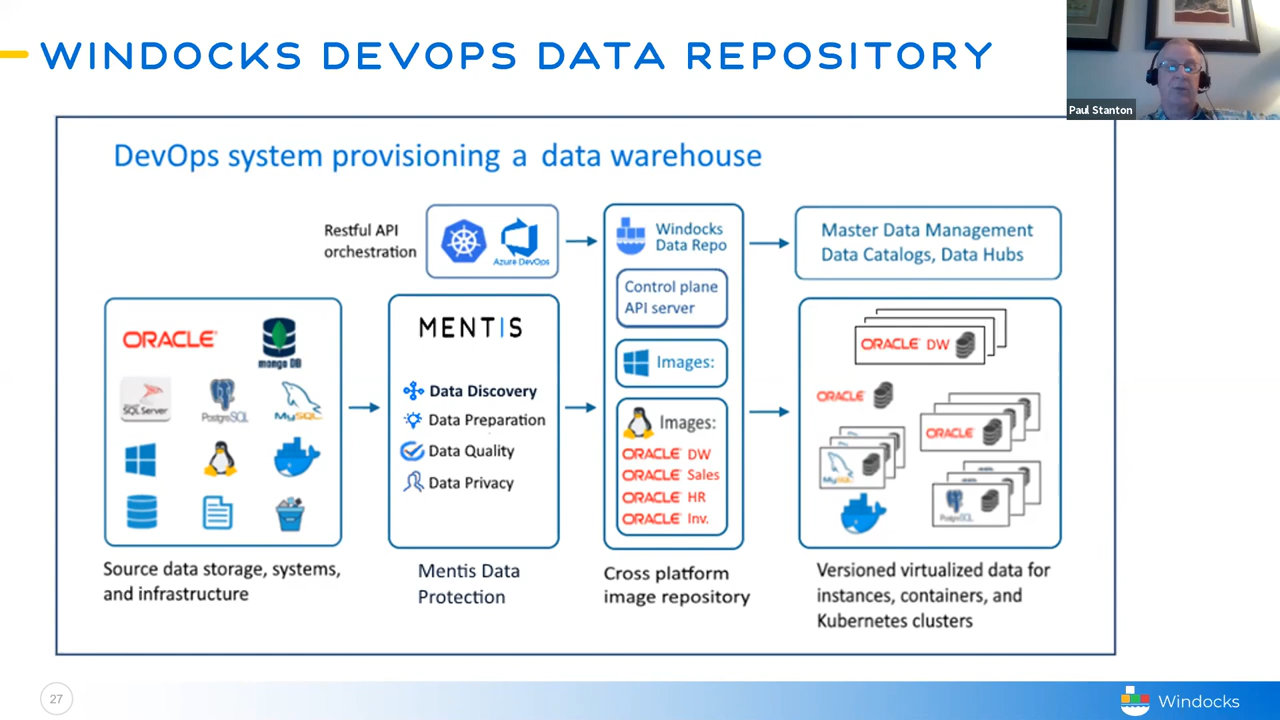 WINDOCKS DEVOPS DATA REPOSITORY
Paul Stanton
DevOps system provisioning a data warehouse
Restful API
orchestration
Azure DevOps
Windocks
Data Repo
Control plane
API server
Images:
Images:
ORACLE DW
ORACLE Sales
ORACLE HR
ORACLE Inv.
Master Data Management
Data Catalogs, Data Hubs
ORACLE
mongo DB
SQL Server
PostgreSQL
MySQL
MENTIS
Data Discovery
Data Preparation
Data Quality
Data Privacy
ORACLE DW
ORACLE
ORACLE
MySQL
PostgreSQL
Source data storage, systems,
and infrastructure
Mentis Data
Protection
Cross platform
image repository
Versioned virtualized data for
instances, containers, and
Kubernetes clusters
27
Windocks